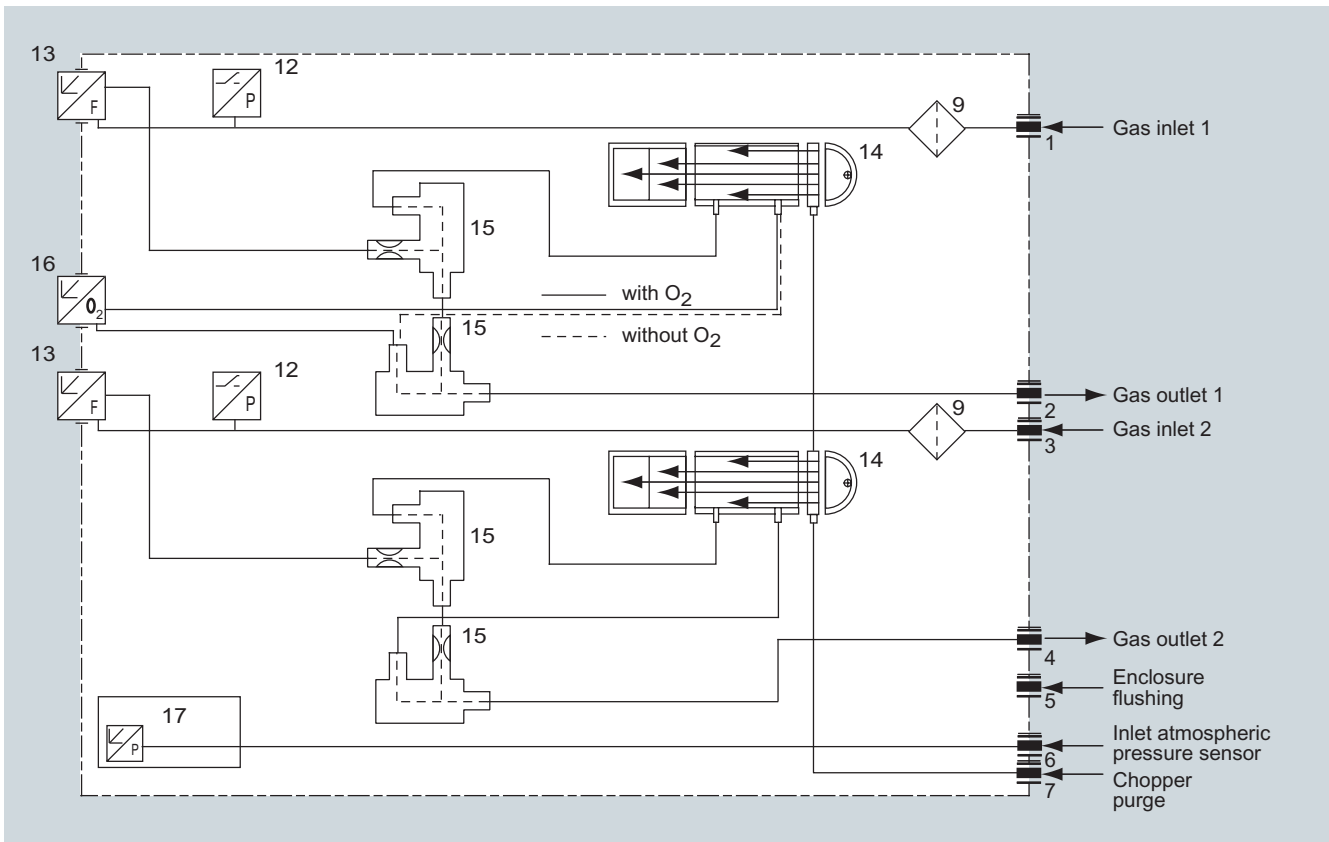 13
12
F
P
9
1
Gas inlet 1
14
15
16
O2
with O2
15
without O2
13
12
F
P
9
2
Gas outlet 1
3
Gas inlet 2
14
15
15
4
Gas outlet 2
5
Enclosure
flushing
17
P
6
Inlet atmospheric
pressure sensor
7
Chopper
purge